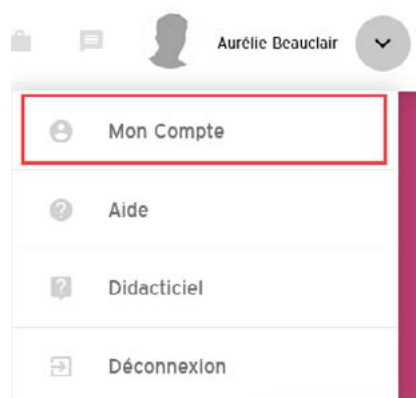 Aurélie Beauclair
Mon Compte
Aide
Didacticiel
Déconnexion